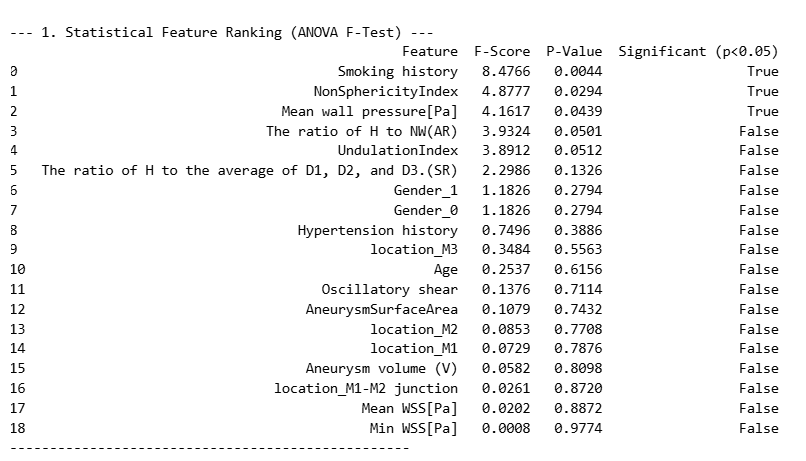 --- 1. Statistical Feature Ranking (ANOVA F-Test) ---
Feature F-Score P-Value Significant (p<0.05)
0 Smoking history 8.4766 0.0044 True
1 NonSphericityIndex 4.8777 0.0294 True
2 Mean wall pressure[Pa] 4.1617 0.0439 True
3 The ratio of H to NW(AR) 3.9324 0.0501 False
4 UndulationIndex 3.8912 0.0512 False
5 The ratio of H to the average of D1, D2, and D3.(SR) 2.2986 0.1326 False
6 Gender_1 1.1826 0.2794 False
7 Gender_0 1.1826 0.2794 False
8 Hypertension history 0.7496 0.3886 False
9 location_M3 0.3484 0.5563 False
10 Age 0.2537 0.6156 False
11 Oscillatory shear 0.1376 0.7114 False
12 AneurysmSurfaceArea 0.1079 0.7432 False
13 location_M2 0.0853 0.7708 False
14 location_M1 0.0729 0.7876 False
15 Aneurysm volume (V) 0.0582 0.8098 False
16 location_M1-M2 junction 0.0261 0.8720 False
17 Mean WSS[Pa] 0.0202 0.8872 False
18 Min WSS[Pa] 0.0008 0.9774 False
--------------------------------------------------